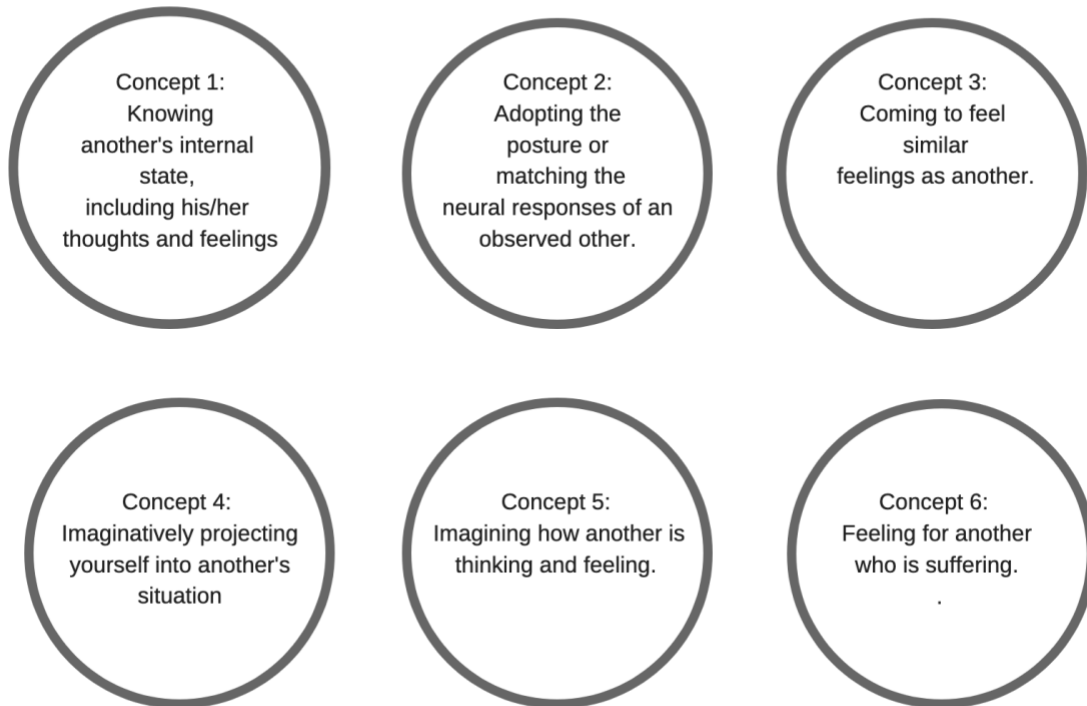 Concept 1:
Knowing
another's internal
state,
including his/her
thoughts and feelings
Concept 2:
Adopting the
posture or
matching the
neural responses of an
observed other.
Concept 3:
Coming to feel
similar
feelings as another.
Concept 4:
Imaginatively projecting
yourself into another's
situation
Concept 5:
Imagining how another is
thinking and feeling.
Concept 6:
Feeling for another
who is suffering.
.